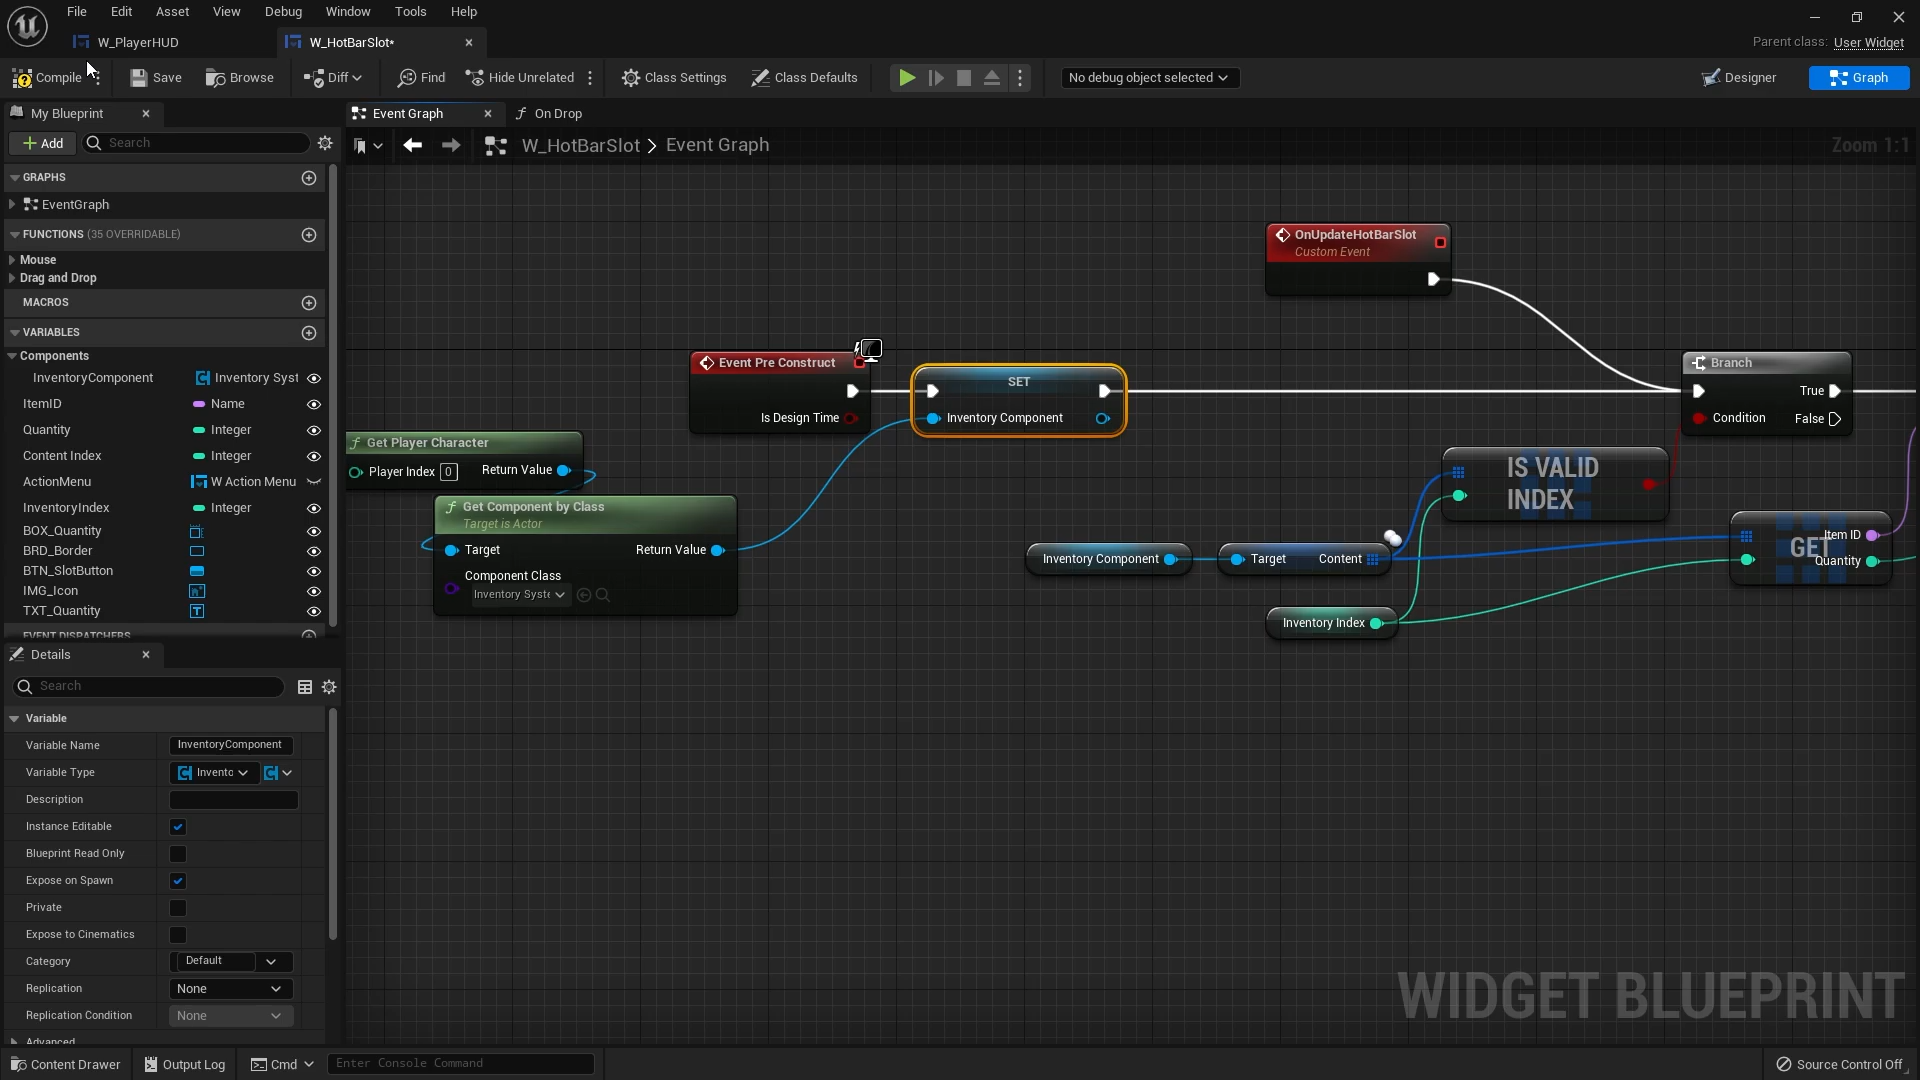 File Edit Asset View Debug Window Tools Help
W_PlayerHUD W_HotBarSlot*
Parent class: User Widget
Compile Save Browse Diff Find Hide Unrelated Class Settings Class Defaults No debug object selected Designer Graph
My Blueprint Event Graph On Drop
Add Search
W_HotBarSlot > Event Graph Zoom 1:1
GRAPHS
EventGraph
FUNCTIONS (35 OVERRIDABLE)
Mouse
Drag and Drop
MACROS
VARIABLES
Components
InventoryComponent Inventory Syst
ItemID Name
Quantity Integer
Content Index Integer
ActionMenu W Action Menu
InventoryIndex Integer
BOX_Quantity
BRD_Border
BTN_SlotButton
IMG_Icon
TXT_Quantity
EVENT DISPATCHERS
OnUpdateHotBarSlot
Custom Event
Event Pre Construct
Is Design Time
SET
Inventory Component
Branch
True
Condition False
Get Player Character
Player Index 0 Return Value
Get Component by Class
Target is Actor
Target Return Value
Component Class
Inventory Syste
IS VALID
INDEX
Inventory Component
Target Content
Inventory Index
GET
Item ID
Quantity
Details
Search
Variable
Variable Name InventoryComponent
Variable Type Invento
Description
Instance Editable
Blueprint Read Only
Expose on Spawn
Private
Expose to Cinematics
Category Default
Replication None
Replication Condition None
Advanced
WIDGET BLUEPRINT
Content Drawer Output Log Cmd Enter Console Command Source Control Off